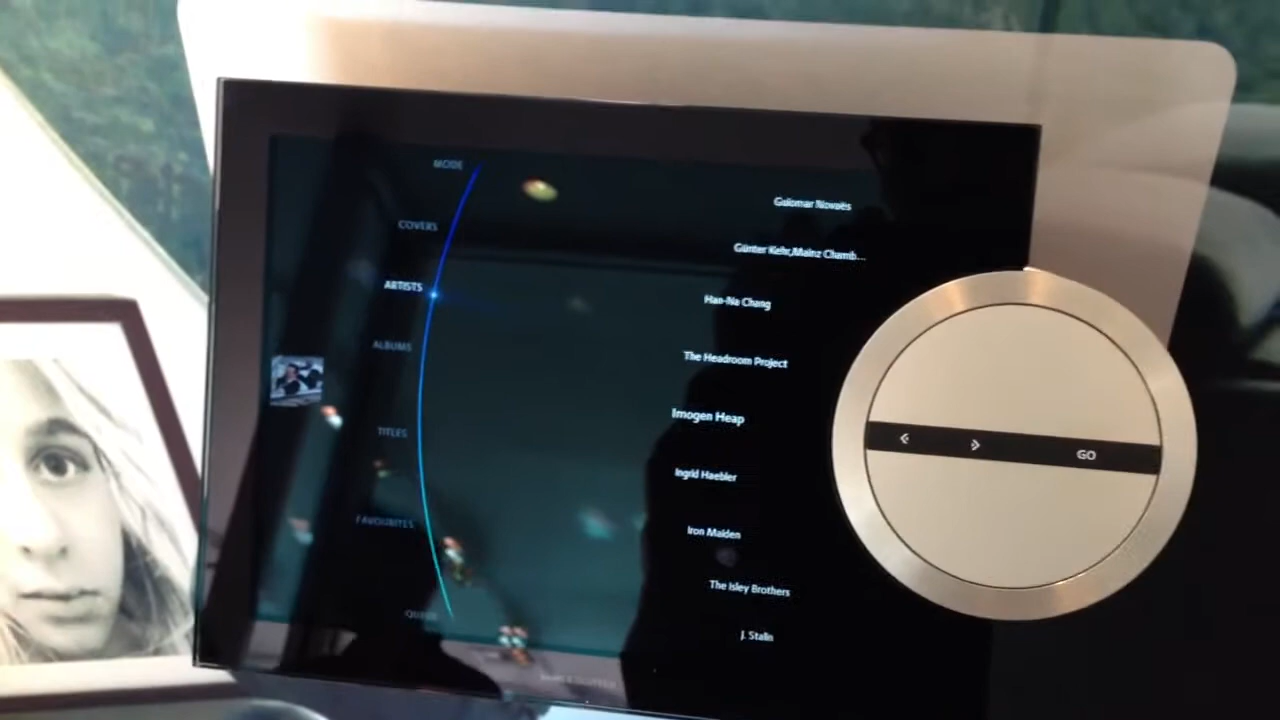 MODE
COVERS
ARTISTS
ALBUMS
TITLES
FAVOURITES
Guiomar Novaës
Günter Kehr,Mainz Chamb...
Han-Na Chang
The Headroom Project
Imogen Heap
Ingrid Haebler
Iron Maiden
The Isley Brothers
J. Stalin
GO